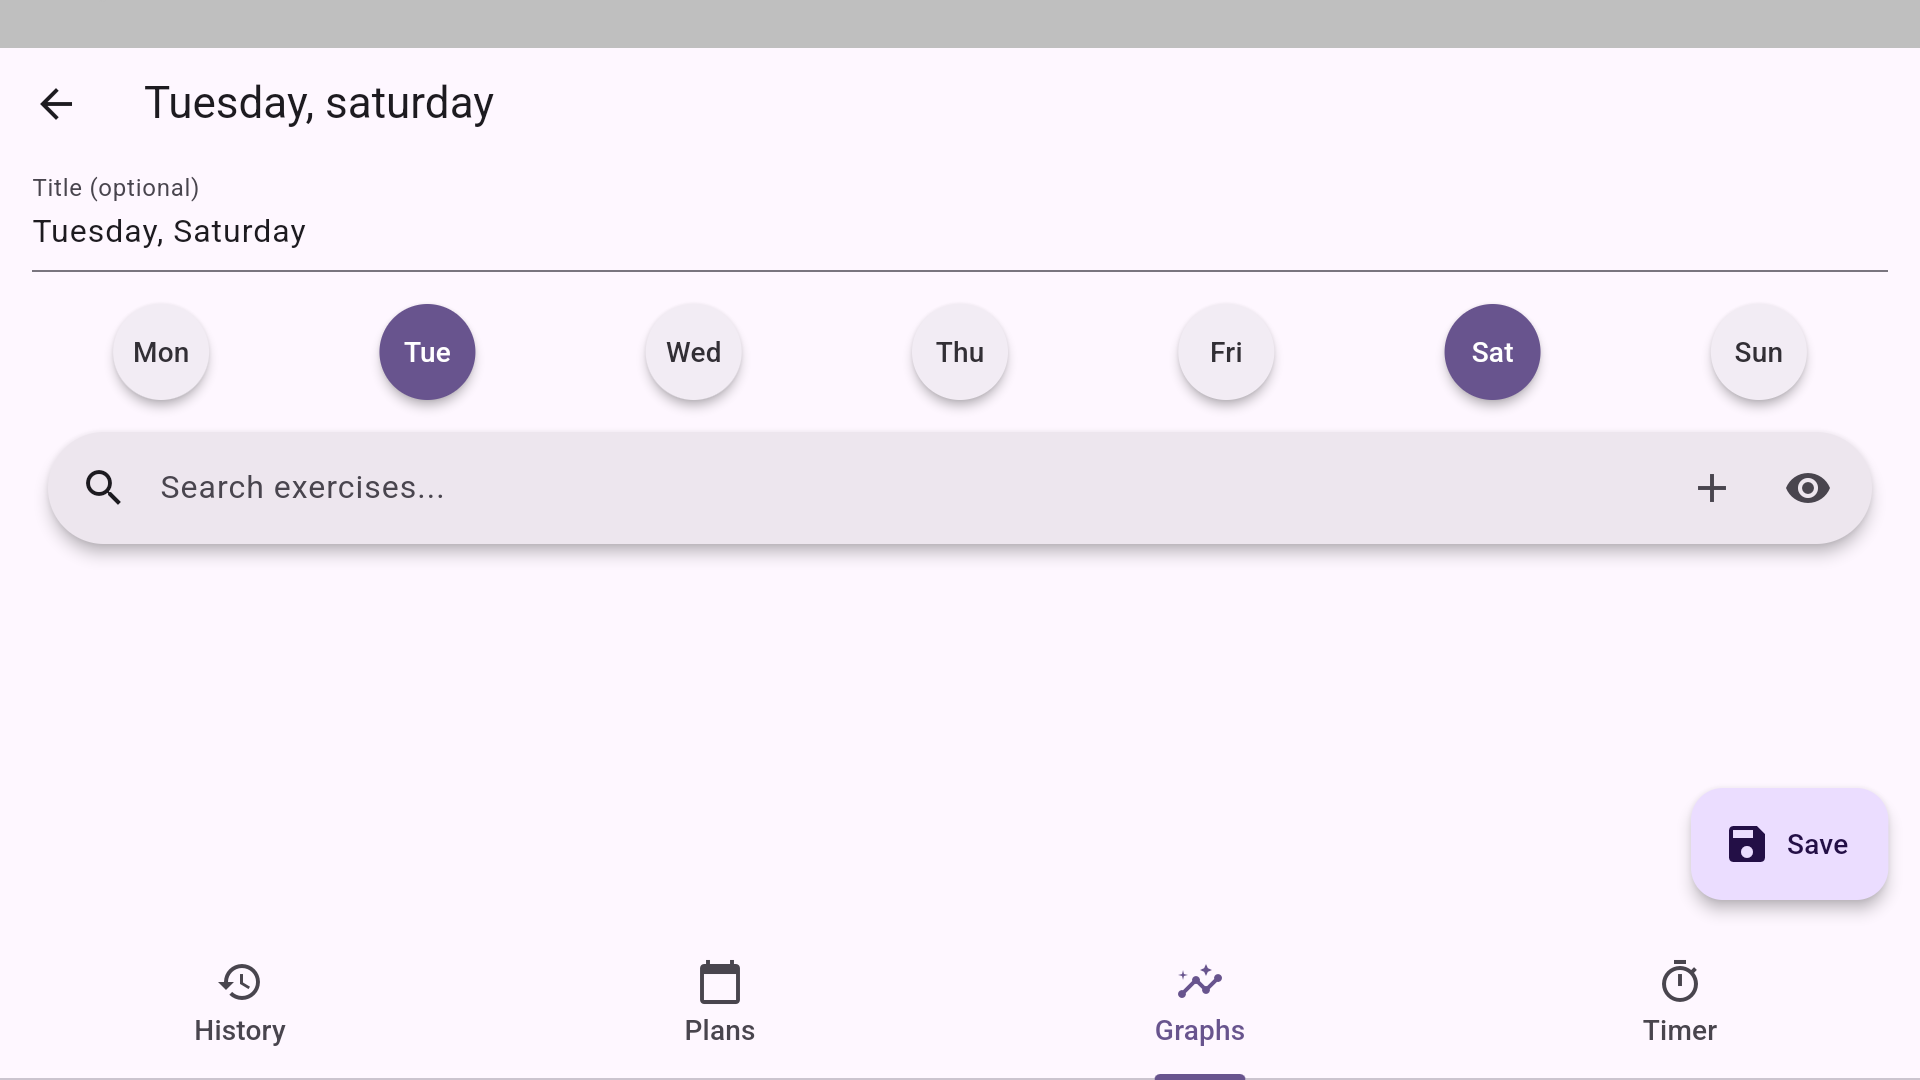 Tuesday, saturday
Title (optional)
Tuesday, Saturday
Mon Tue Wed Thu Fri Sat Sun
Search exercises...
Save
History Plans Graphs Timer